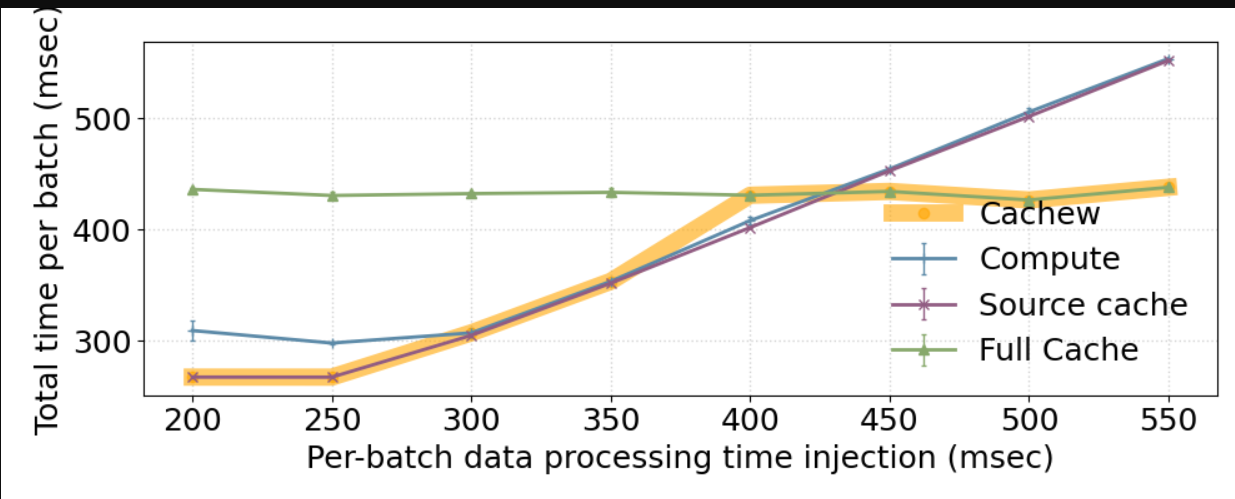 Total time per batch (msec)
500
400
300
Cachew
Compute
Source cache
Full Cache
200 250 300 350 400 450 500 550
Per-batch data processing time injection (msec)